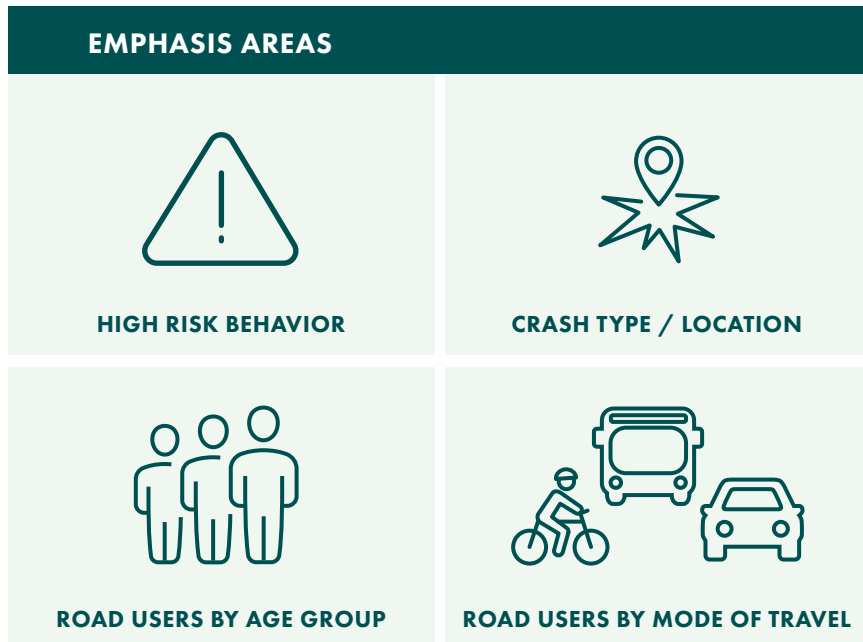 EMPHASIS AREAS
HIGH RISK BEHAVIOR
CRASH TYPE / LOCATION
ROAD USERS BY AGE GROUP
ROAD USERS BY MODE OF TRAVEL